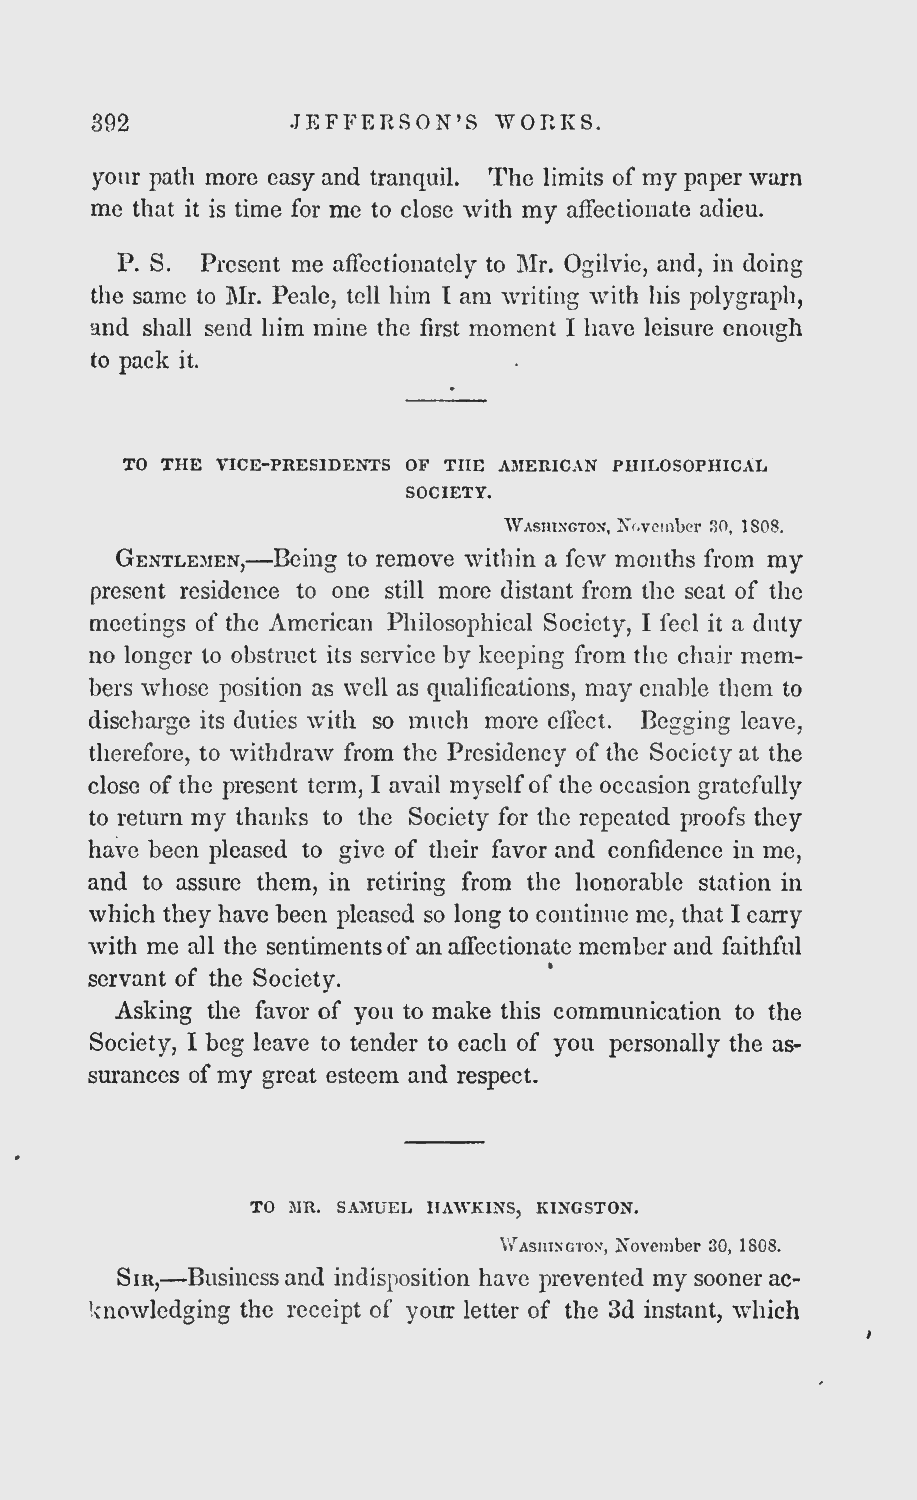 392 JEFFERSON'S WORKS.
your path more easy and tranquil. The limits of my paper warn
me that it is time for me to close with my affectionate adieu.
P. S. Present me affectionately to Mr. Ogilvie, and, in doing
the same to Mr. Peale, tell him I am writing with his polygraph,
and shall send him mine the first moment I have leisure enough
to pack it.
TO THE VICE-PRESIDENTS OF THE AMERICAN PHILOSOPHICAL
SOCIETY.
WASHINGTON, November 30, 1808.
GENTLEMEN,—Being to remove within a few months from my
present residence to one still more distant from the seat of the
meetings of the American Philosophical Society, I feel it a duty
no longer to obstruct its service by keeping from the chair mem-
bers whose position as well as qualifications, may enable them to
discharge its duties with so much more effect. Begging leave,
therefore, to withdraw from the Presidency of the Society at the
close of the present term, I avail myself of the occasion gratefully
to return my thanks to the Society for the repeated proofs they
have been pleased to give of their favor and confidence in me,
and to assure them, in retiring from the honorable station in
which they have been pleased so long to continue me, that I carry
with me all the sentiments of an affectionate member and faithful
servant of the Society.
Asking the favor of you to make this communication to the
Society, I beg leave to tender to each of you personally the as-
surances of my great esteem and respect.
TO MR. SAMUEL HAWKINS, KINGSTON.
WASHINGTON, November 30, 1808.
SIR,—Business and indisposition have prevented my sooner ac-
knowledging the receipt of your letter of the 3d instant, which